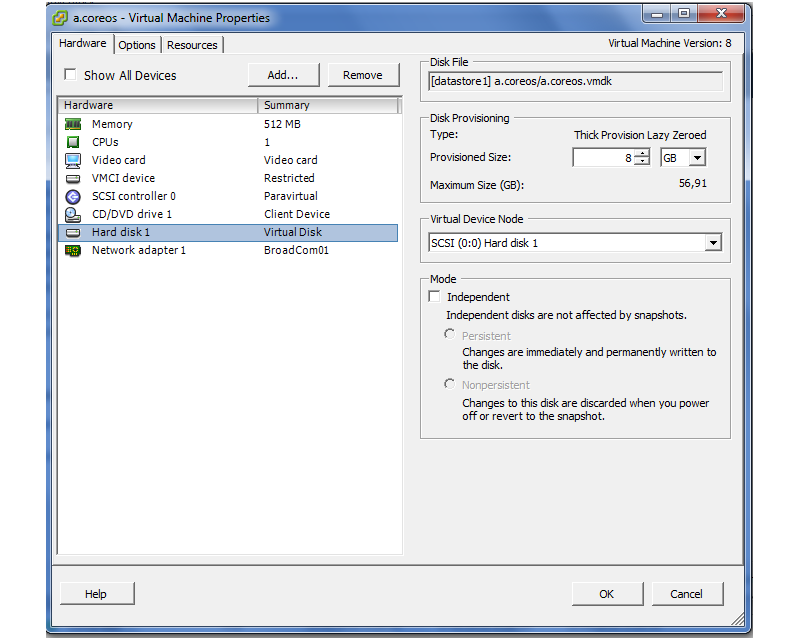 a.coreos - Virtual Machine Properties
Hardware Options Resources
Virtual Machine Version: 8
Show All Devices
Add...
Remove
Hardware Summary
Memory 512 MB
CPUs 1
Video card Video card
VMCI device Restricted
SCSI controller 0 Paravirtual
CD/DVD drive 1 Client Device
Hard disk 1 Virtual Disk
Network adapter 1 BroadCom01
Disk File
[datastore1] a.coreos/a.coreos.vmdk
Disk Provisioning
Type: Thick Provision Lazy Zeroed
Provisioned Size: 8 GB
Maximum Size (GB): 56,91
Virtual Device Node
SCSI (0:0) Hard disk 1
Mode
Independent
Independent disks are not affected by snapshots.
Persistent
Changes are immediately and permanently written to
the disk.
Nonpersistent
Changes to this disk are discarded when you power
off or revert to the snapshot.
Help
OK
Cancel